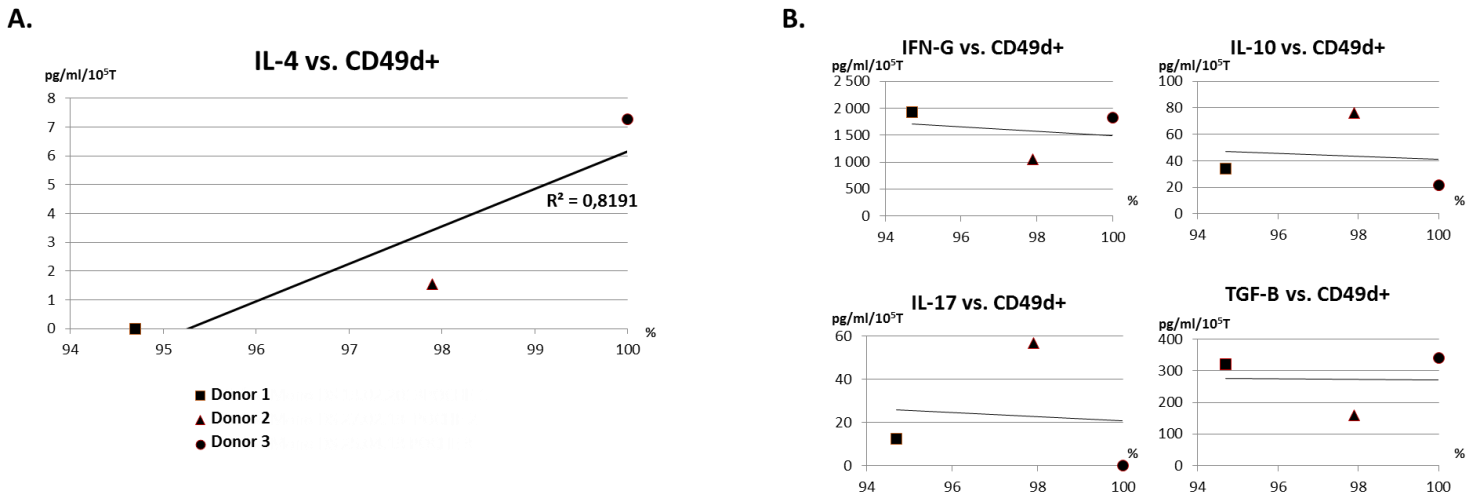 A.
IL-4 vs. CD49d+
pg/ml/10⁵T
8
7
6
5
4
3
2
1
0
R² = 0,8191
%
94 95 96 97 98 99 100
Donor 1
Donor 2
Donor 3
B.
IFN-G vs. CD49d+
pg/ml/10⁵T
2 500
2 000
1 500
1 000
500
0
%
94 96 98 100
IL-10 vs. CD49d+
pg/ml/10⁵T
100
80
60
40
20
0
%
94 96 98 100
IL-17 vs. CD49d+
pg/ml/10⁵T
60
40
20
0
%
94 96 98 100
TGF-B vs. CD49d+
pg/ml/10⁵T
400
300
200
100
0
%
94 96 98 100